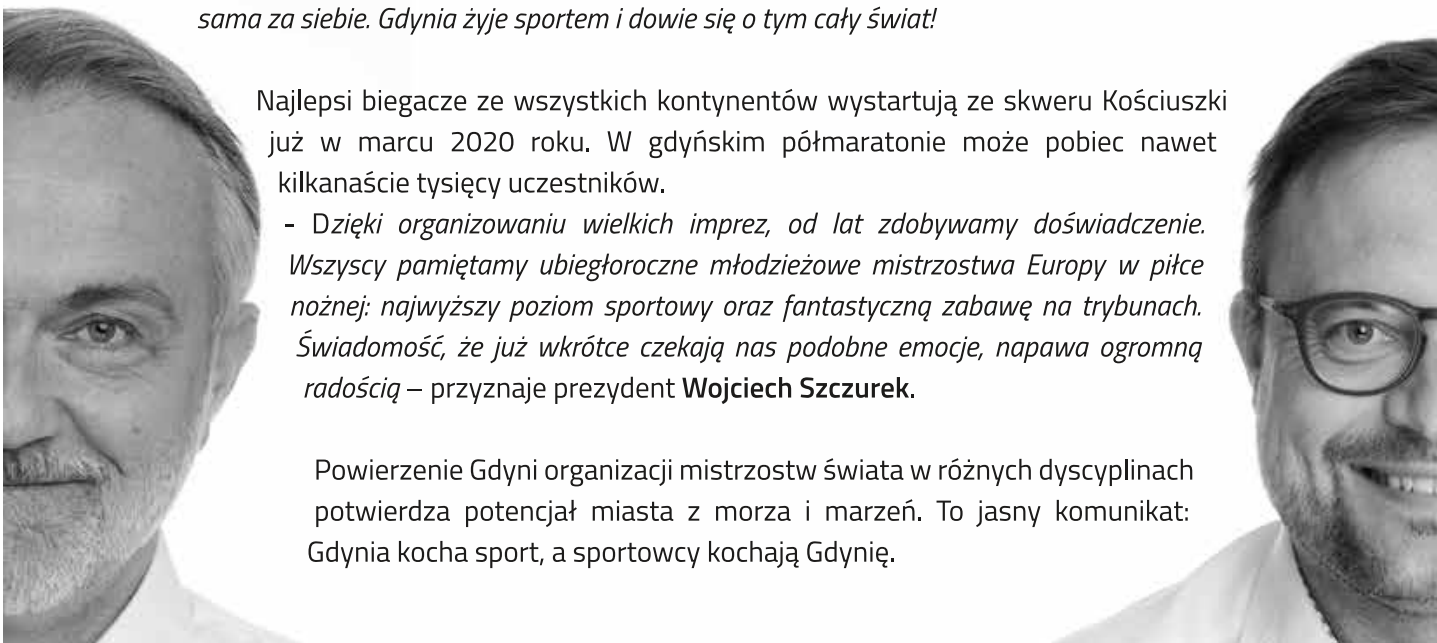 sama za siebie. Gdynia żyje sportem i dowie się o tym cały świat!
Najlepsi biegacze ze wszystkich kontynentów wystartują ze skweru Kościuszki
już w marcu 2020 roku. W gdyńskim półmaratonie może pobiec nawet
kilkanaście tysięcy uczestników.
- Dzięki organizowaniu wielkich imprez, od lat zdobywamy doświadczenie.
Wszyscy pamiętamy ubiegłoroczne młodzieżowe mistrzostwa Europy w piłce
nożnej: najwyższy poziom sportowy oraz fantastyczną zabawę na trybunach.
Świadomość, że już wkrótce czekają nas podobne emocje, napawa ogromną
radością – przyznaje prezydent Wojciech Szczurek.
Powierzenie Gdyni organizacji mistrzostw świata w różnych dyscyplinach
potwierdza potencjał miasta z morza i marzeń. To jasny komunikat:
Gdynia kocha sport, a sportowcy kochają Gdynię.